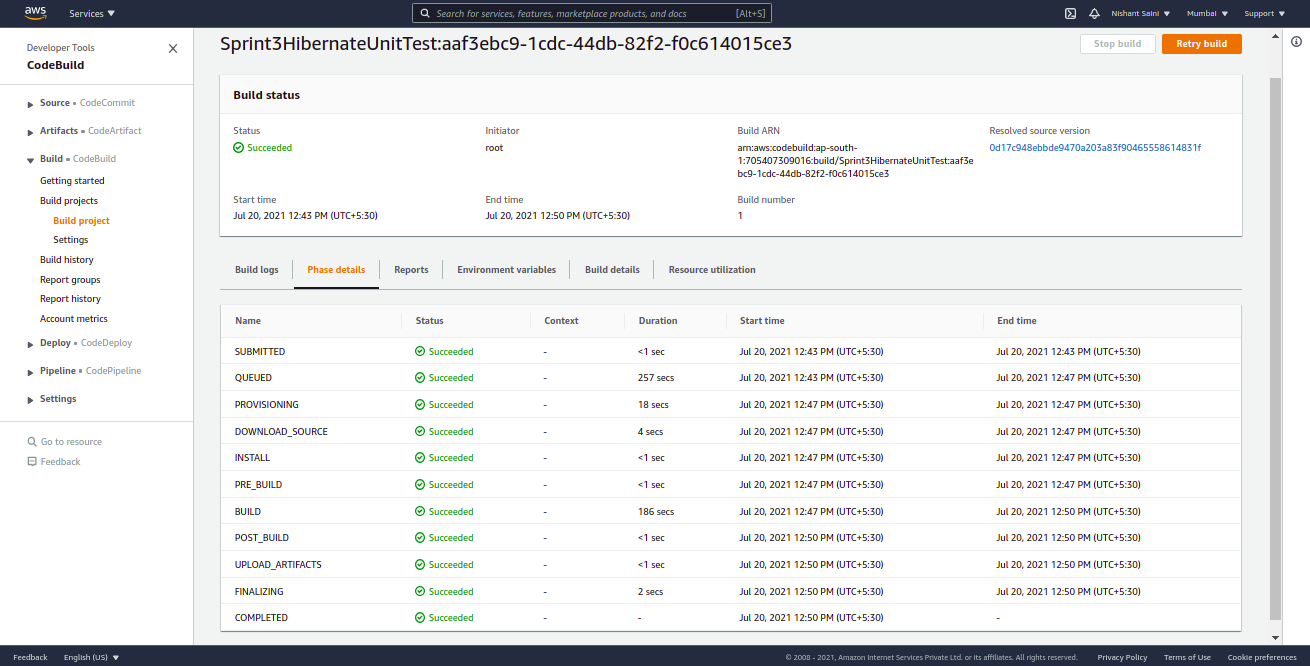 aws
Services
Search for services, features, marketplace products, and docs [Alt+S]
Nishant Saini Mumbai Support
Developer Tools
CodeBuild
Source • CodeCommit
Artifacts • CodeArtifact
Build • CodeBuild
Getting started
Build projects
Build project
Settings
Build history
Report groups
Report history
Account metrics
Deploy • CodeDeploy
Pipeline • CodePipeline
Settings
Go to resource
Feedback
Sprint3HibernateUnitTest:aaf3ebc9-1cdc-44db-82f2-f0c614015ce3
Stop build Retry build
Build status
Status
Succeeded
Initiator
root
Build ARN
arn:aws:codebuild:ap-south-
1:705407309016:build/Sprint3HibernateUnitTest:aaf3e
bc9-1cdc-44db-82f2-f0c614015ce3
Resolved source version
0d17c948ebbde9470a203a83f90465558614831f
Start time
Jul 20, 2021 12:43 PM (UTC+5:30)
End time
Jul 20, 2021 12:50 PM (UTC+5:30)
Build number
1
Build logs Phase details Reports Environment variables Build details Resource utilization
Name Status Context Duration Start time End time
SUBMITTED Succeeded - <1 sec Jul 20, 2021 12:43 PM (UTC+5:30) Jul 20, 2021 12:43 PM (UTC+5:30)
QUEUED Succeeded - 257 secs Jul 20, 2021 12:43 PM (UTC+5:30) Jul 20, 2021 12:47 PM (UTC+5:30)
PROVISIONING Succeeded - 18 secs Jul 20, 2021 12:47 PM (UTC+5:30) Jul 20, 2021 12:47 PM (UTC+5:30)
DOWNLOAD_SOURCE Succeeded - 4 secs Jul 20, 2021 12:47 PM (UTC+5:30) Jul 20, 2021 12:47 PM (UTC+5:30)
INSTALL Succeeded - <1 sec Jul 20, 2021 12:47 PM (UTC+5:30) Jul 20, 2021 12:47 PM (UTC+5:30)
PRE_BUILD Succeeded - <1 sec Jul 20, 2021 12:47 PM (UTC+5:30) Jul 20, 2021 12:47 PM (UTC+5:30)
BUILD Succeeded - 186 secs Jul 20, 2021 12:47 PM (UTC+5:30) Jul 20, 2021 12:50 PM (UTC+5:30)
POST_BUILD Succeeded - <1 sec Jul 20, 2021 12:50 PM (UTC+5:30) Jul 20, 2021 12:50 PM (UTC+5:30)
UPLOAD_ARTIFACTS Succeeded - <1 sec Jul 20, 2021 12:50 PM (UTC+5:30) Jul 20, 2021 12:50 PM (UTC+5:30)
FINALIZING Succeeded - 2 secs Jul 20, 2021 12:50 PM (UTC+5:30) Jul 20, 2021 12:50 PM (UTC+5:30)
COMPLETED Succeeded - - Jul 20, 2021 12:50 PM (UTC+5:30) -
Feedback English (US) © 2008 - 2021, Amazon Internet Services Private Ltd. or its affiliates. All rights reserved. Privacy Policy Terms of Use Cookie preferences